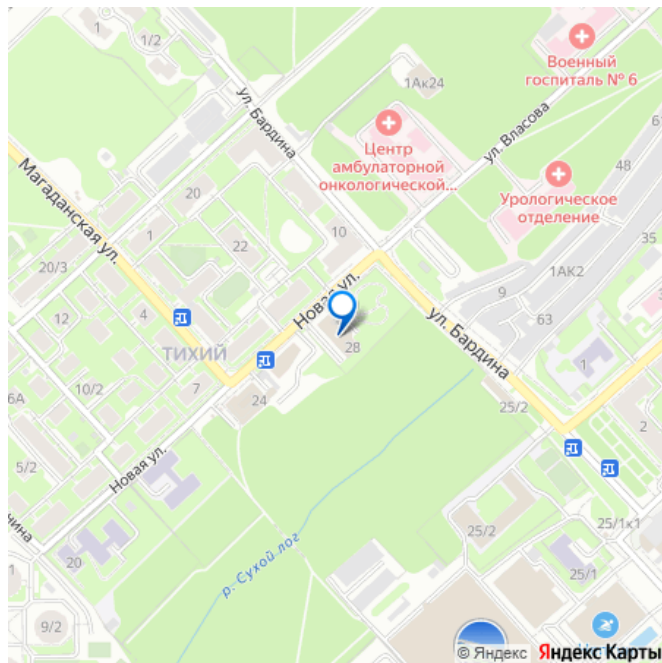 1
1/2
Военный
госпиталь № 6
1Ак24
ул. Бардина
ул. Власова
Центр
амбулаторной
онкологической...
48
Урологическое
отделение
Магаданская ул.
20
10
35
1
22
20/3
1АК2
9
Новая ул.
12
4
63
ул. Бардина
ТИХИЙ
28
1
10/2
7
6А
24
25/2
2
5/2
Новая ул.
25/2
25/1к1
20
р. Сухой лог
1
25/1
9/2
© Яндекс Яндекс Карты